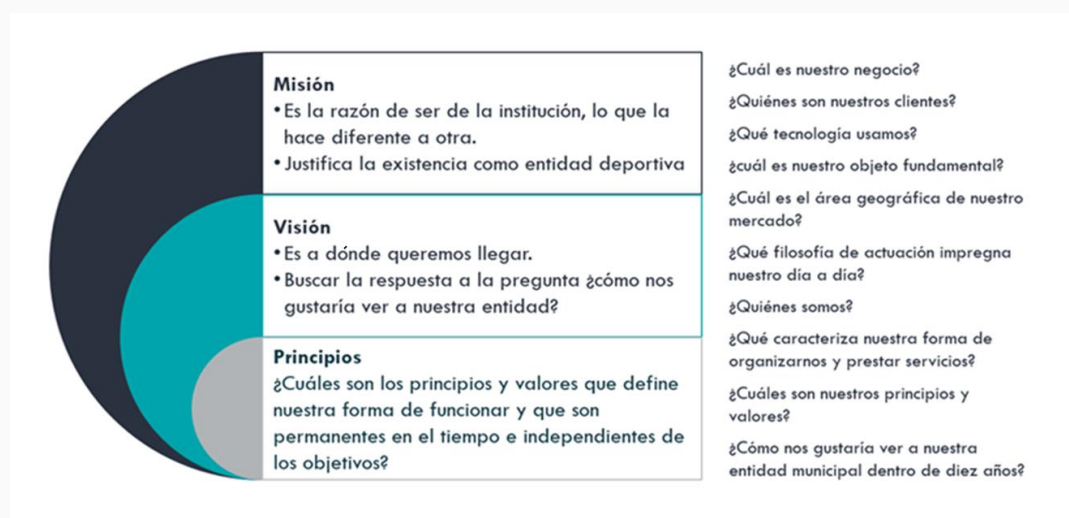 Misión
• Es la razón de ser de la institución, lo que la
hace diferente a otra.
• Justifica la existencia como entidad deportiva
Visión
• Es a dónde queremos llegar.
• Buscar la respuesta a la pregunta ¿cómo nos
gustaría ver a nuestra entidad?
Principios
¿Cuáles son los principios y valores que define
nuestra forma de funcionar y que son
permanentes en el tiempo e independientes de
los objetivos?
¿Cuál es nuestro negocio?
¿Quiénes son nuestros clientes?
¿Qué tecnología usamos?
¿cuál es nuestro objeto fundamental?
¿Cuál es el área geográfica de nuestro
mercado?
¿Qué filosofía de actuación impregna
nuestro día a día?
¿Quiénes somos?
¿Qué caracteriza nuestra forma de
organizarnos y prestar servicios?
¿Cuáles son nuestros principios y
valores?
¿Cómo nos gustaría ver a nuestra
entidad municipal dentro de diez años?